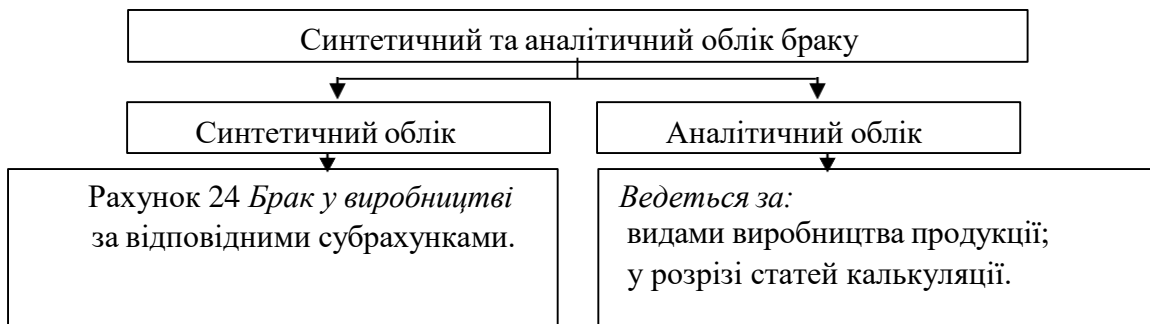 Синтетичний та аналітичний облік браку
Синтетичний облік
Аналітичний облік
Рахунок 24 Брак у виробництві
за відповідними субрахунками.
Ведеться за:
видами виробництва продукції;
у розрізі статей калькуляції.